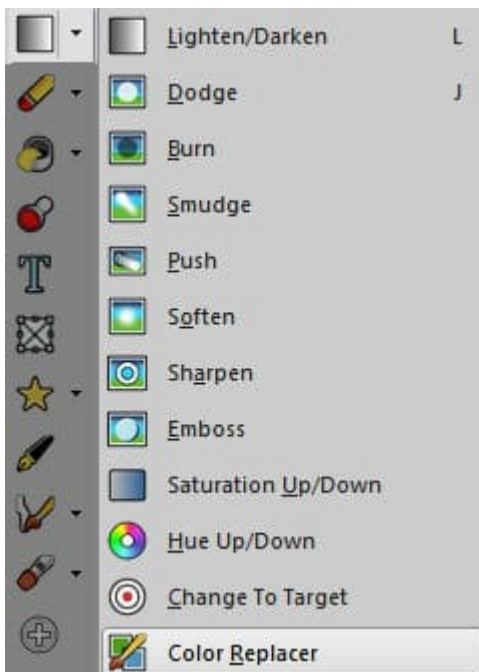 Lighten/Darken L
Dodge J
Burn
Smudge
Push
Soften
Sharpen
Emboss
Saturation Up/Down
Hue Up/Down
Change To Target
Color Replacer